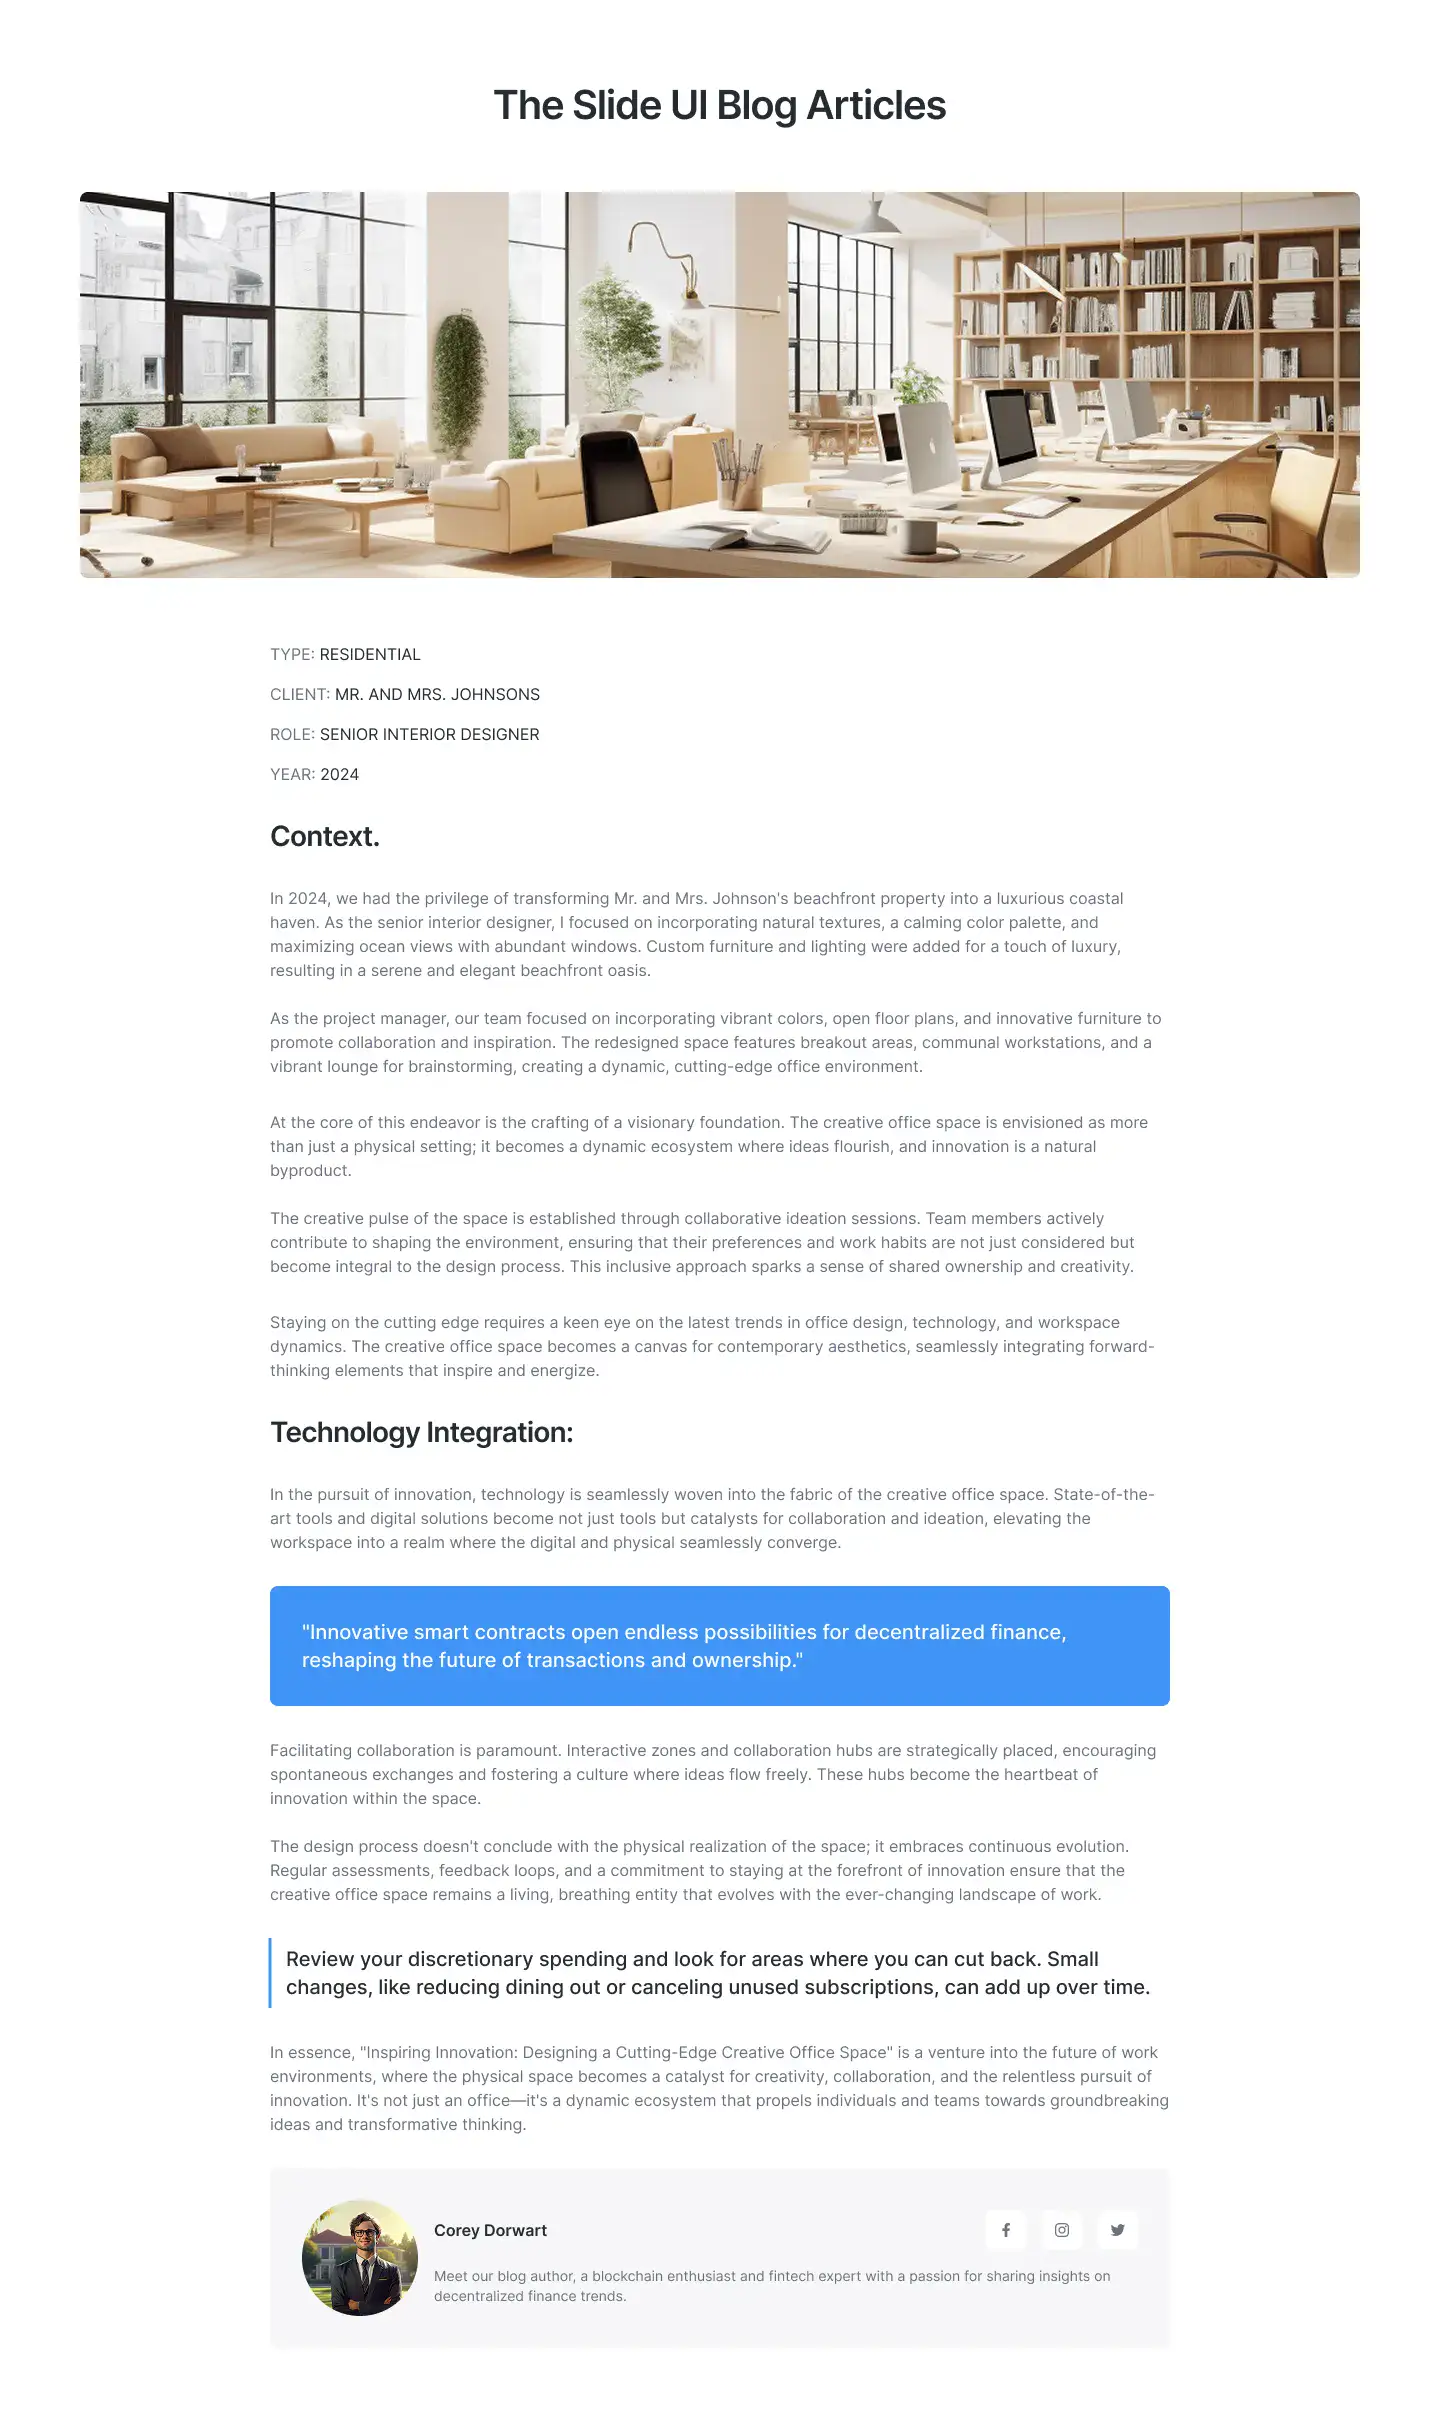 The Slide UI Blog Articles
TYPE: RESIDENTIAL
CLIENT: MR. AND MRS. JOHNSONS
ROLE: SENIOR INTERIOR DESIGNER
YEAR: 2024
Context.
In 2024, we had the privilege of transforming Mr. and Mrs. Johnson's beachfront property into a luxurious coastal
haven. As the senior interior designer, I focused on incorporating natural textures, a calming color palette, and
maximizing ocean views with abundant windows. Custom furniture and lighting were added for a touch of luxury,
resulting in a serene and elegant beachfront oasis.
As the project manager, our team focused on incorporating vibrant colors, open floor plans, and innovative furniture to
promote collaboration and inspiration. The redesigned space features breakout areas, communal workstations, and a
vibrant lounge for brainstorming, creating a dynamic, cutting-edge office environment.
At the core of this endeavor is the crafting of a visionary foundation. The creative office space is envisioned as more
than just a physical setting; it becomes a dynamic ecosystem where ideas flourish, and innovation is a natural
byproduct.
The creative pulse of the space is established through collaborative ideation sessions. Team members actively
contribute to shaping the environment, ensuring that their preferences and work habits are not just considered but
become integral to the design process. This inclusive approach sparks a sense of shared ownership and creativity.
Staying on the cutting edge requires a keen eye on the latest trends in office design, technology, and workspace
dynamics. The creative office space becomes a canvas for contemporary aesthetics, seamlessly integrating forward-
thinking elements that inspire and energize.
Technology Integration:
In the pursuit of innovation, technology is seamlessly woven into the fabric of the creative office space. State-of-the-
art tools and digital solutions become not just tools but catalysts for collaboration and ideation, elevating the
workspace into a realm where the digital and physical seamlessly converge.
"Innovative smart contracts open endless possibilities for decentralized finance,
reshaping the future of transactions and ownership."
Facilitating collaboration is paramount. Interactive zones and collaboration hubs are strategically placed, encouraging
spontaneous exchanges and fostering a culture where ideas flow freely. These hubs become the heartbeat of
innovation within the space.
The design process doesn't conclude with the physical realization of the space; it embraces continuous evolution.
Regular assessments, feedback loops, and a commitment to staying at the forefront of innovation ensure that the
creative office space remains a living, breathing entity that evolves with the ever-changing landscape of work.
Review your discretionary spending and look for areas where you can cut back. Small
changes, like reducing dining out or canceling unused subscriptions, can add up over time.
In essence, "Inspiring Innovation: Designing a Cutting-Edge Creative Office Space" is a venture into the future of work
environments, where the physical space becomes a catalyst for creativity, collaboration, and the relentless pursuit of
innovation. It's not just an office—it's a dynamic ecosystem that propels individuals and teams towards groundbreaking
ideas and transformative thinking.
Corey Dorwart
Meet our blog author, a blockchain enthusiast and fintech expert with a passion for sharing insights on
decentralized finance trends.